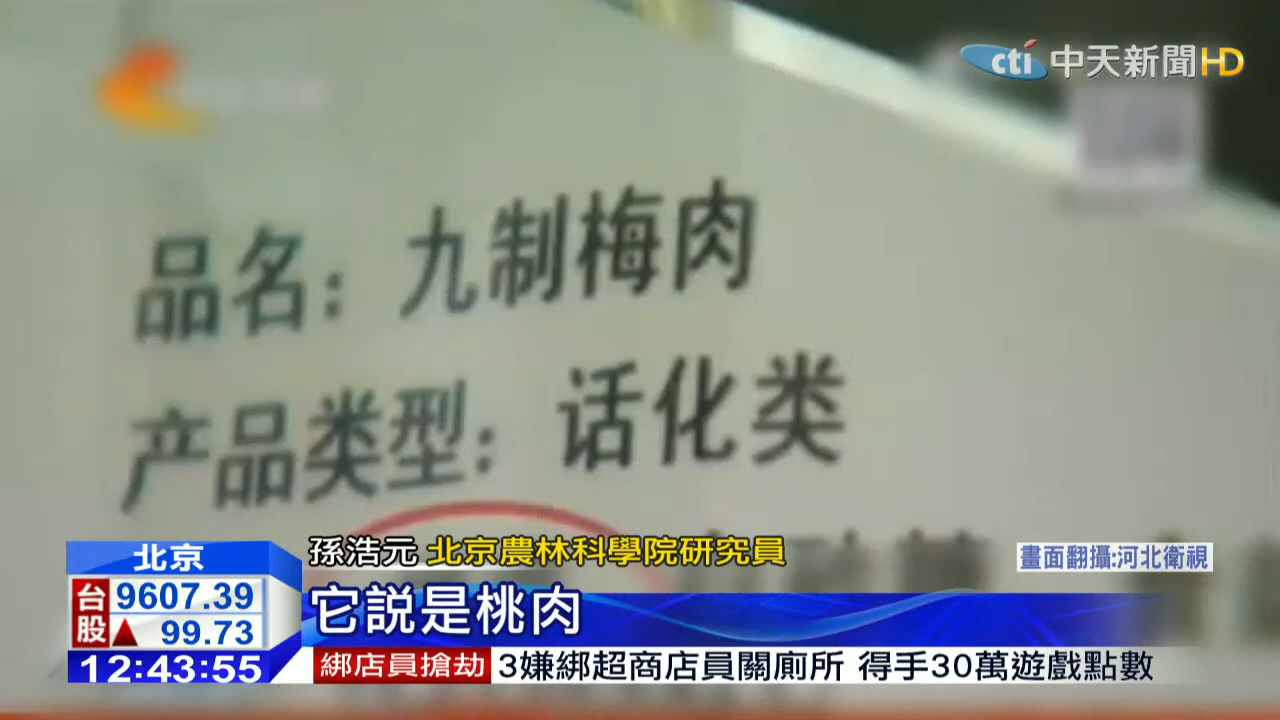 cti 中天新聞HD
品名：九制梅肉
产品类型：话化类
孫浩元 北京農林科學院研究員
畫面翻攝:河北衛視
它說是桃肉
北京
台股 9607.39
▲ 99.73
12:43:55
綁店員搶劫 3嫌綁超商店員關廁所 得手30萬遊戲點數